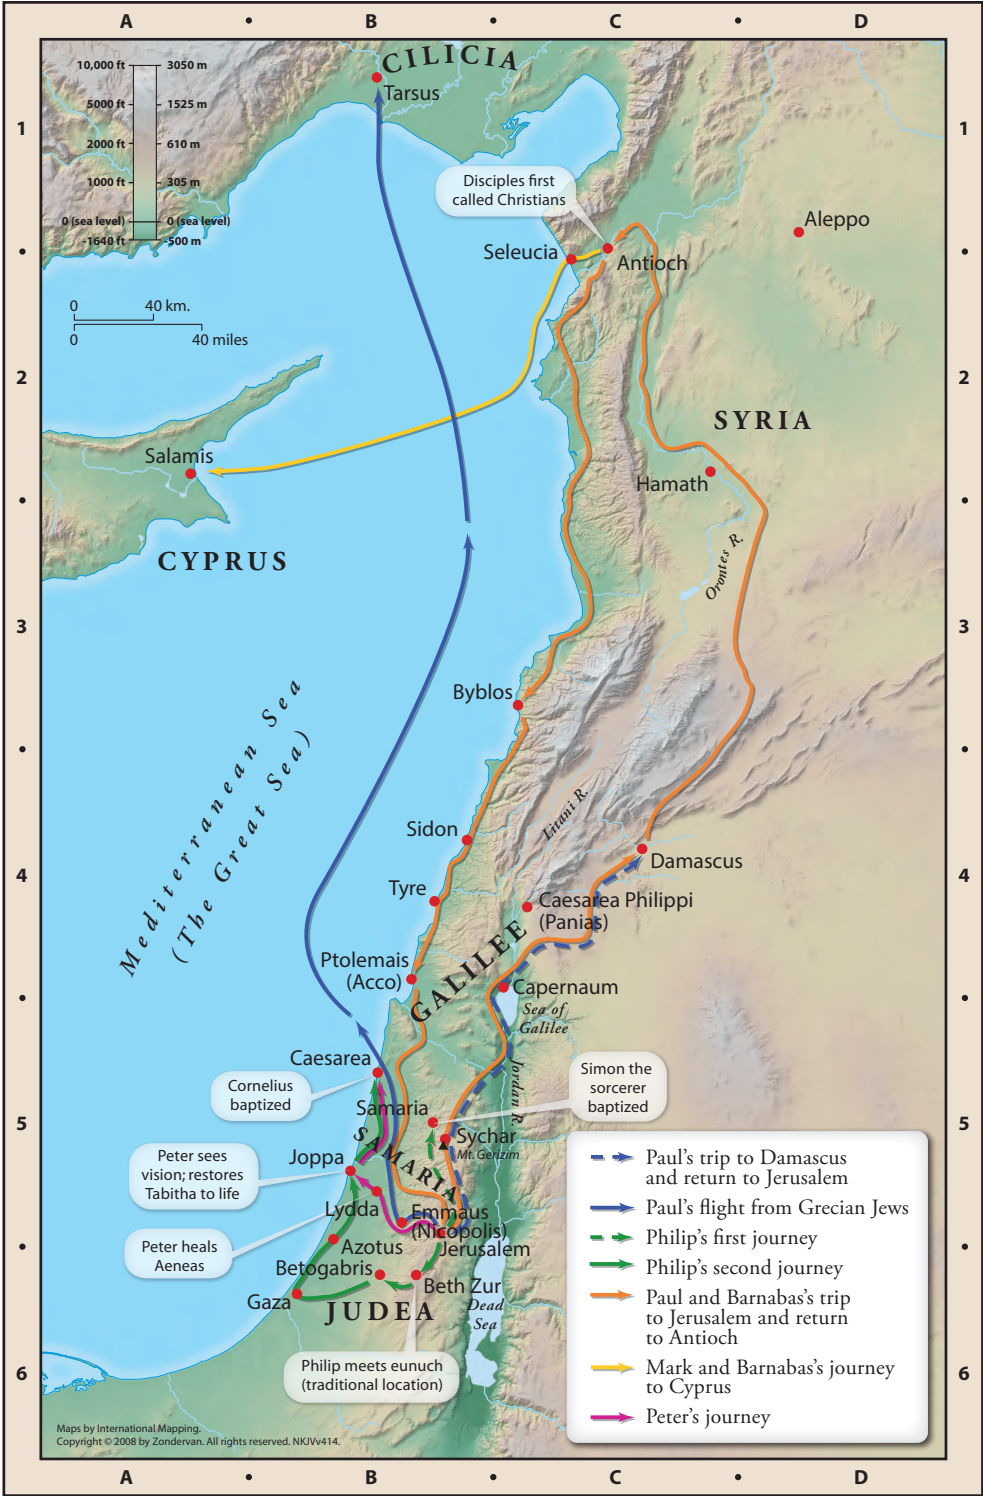 A
B
C
D
10,000 ft
3050 m
5000 ft
1525 m
2000 ft
610 m
1000 ft
305 m
0 (sea level)
0 (sea level)
-1640 ft
-500 m
0
40 km.
0
40 miles
1
1
2
2
3
3
4
4
5
5
6
6
CILICIA
Tarsus
Disciples first
called Christians
Aleppo
Seleucia
Antioch
SYRIA
Salamis
Hamath
CYPRUS
Orontes R.
Byblos
Mediterranean Sea
(The Great Sea)
Litani R.
Sidon
Damascus
Tyre
Caesarea Philippi
(Panias)
GALILEE
Ptolemais
(Acco)
Capernaum
Sea of
Galilee
Jordan R.
Caesarea
Cornelius
baptized
Simon the
sorcerer
baptized
Samaria
SAMARIA
Sychar
Mt. Gerizim
Peter sees
vision; restores
Tabitha to life
Joppa
Lydda
Emmaus
(Nicopolis)
Jerusalem
Peter heals
Aeneas
Azotus
Betogabris
Beth Zur
Gaza
JUDEA
Dead
Sea
Philip meets eunuch
(traditional location)
Paul's trip to Damascus
and return to Jerusalem
Paul's flight from Grecian Jews
Philip's first journey
Philip's second journey
Paul and Barnabas's trip
to Jerusalem and return
to Antioch
Mark and Barnabas's journey
to Cyprus
Peter's journey
Maps by International Mapping.
Copyright © 2008 by Zondervan. All rights reserved. NKJVv414.
A
B
C
D